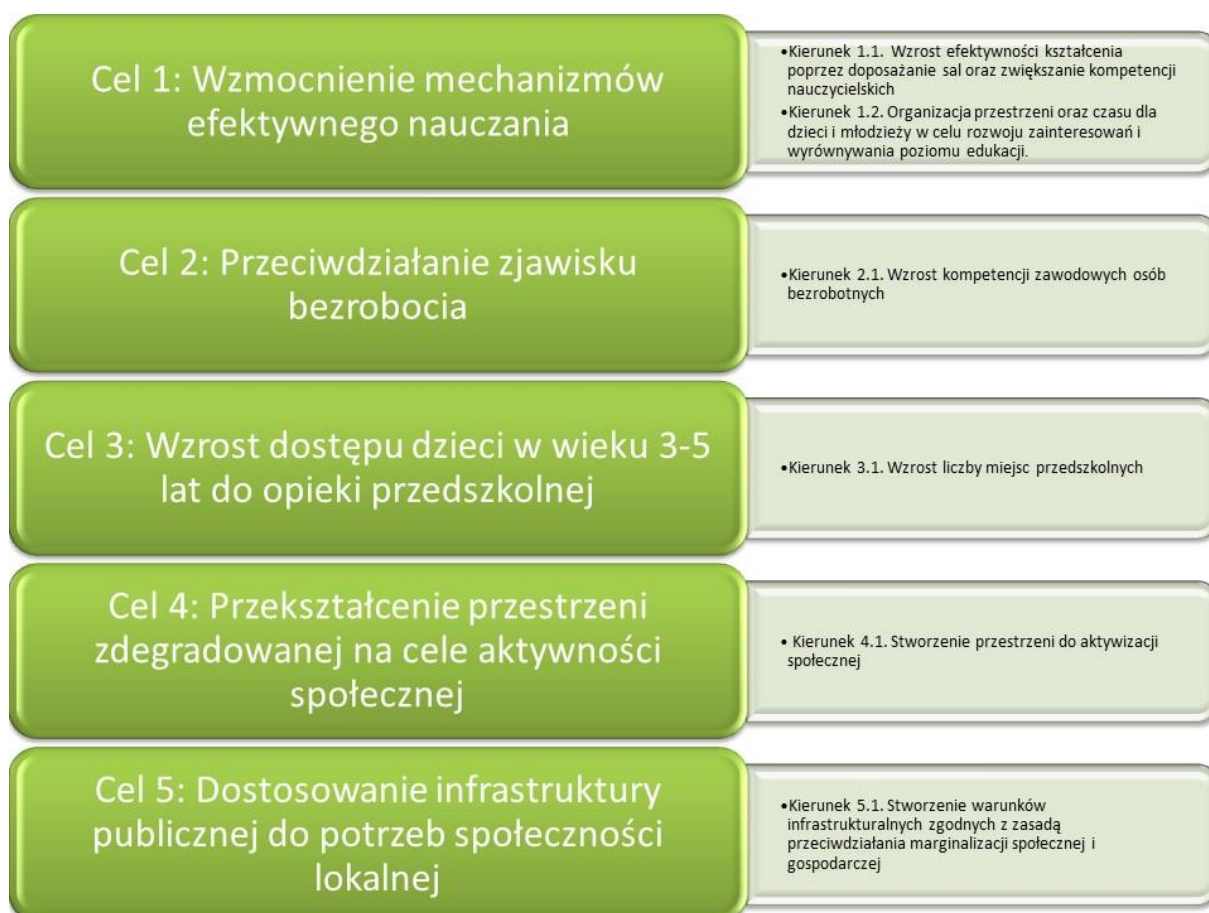 Cel 1: Wzmocnienie mechanizmów
efektywnego nauczania
•Kierunek 1.1. Wzrost efektywności kształcenia
poprzez doposażanie sal oraz zwiększanie kompetencji
nauczycielskich
•Kierunek 1.2. Organizacja przestrzeni oraz czasu dla
dzieci i młodzieży w celu rozwoju zainteresowań i
wyrównywania poziomu edukacji.
Cel 2: Przeciwdziałanie zjawisku
bezrobocia
•Kierunek 2.1. Wzrost kompetencji zawodowych osób
bezrobotnych
Cel 3: Wzrost dostępu dzieci w wieku 3-5
lat do opieki przedszkolnej
•Kierunek 3.1. Wzrost liczby miejsc przedszkolnych
Cel 4: Przekształcenie przestrzeni
zdegradowanej na cele aktywności
społecznej
• Kierunek 4.1. Stworzenie przestrzeni do aktywizacji
społecznej
Cel 5: Dostosowanie infrastruktury
publicznej do potrzeb społeczności
lokalnej
•Kierunek 5.1. Stworzenie warunków
infrastrukturalnych zgodnych z zasadą
przeciwdziałania marginalizacji społecznej i
gospodarczej